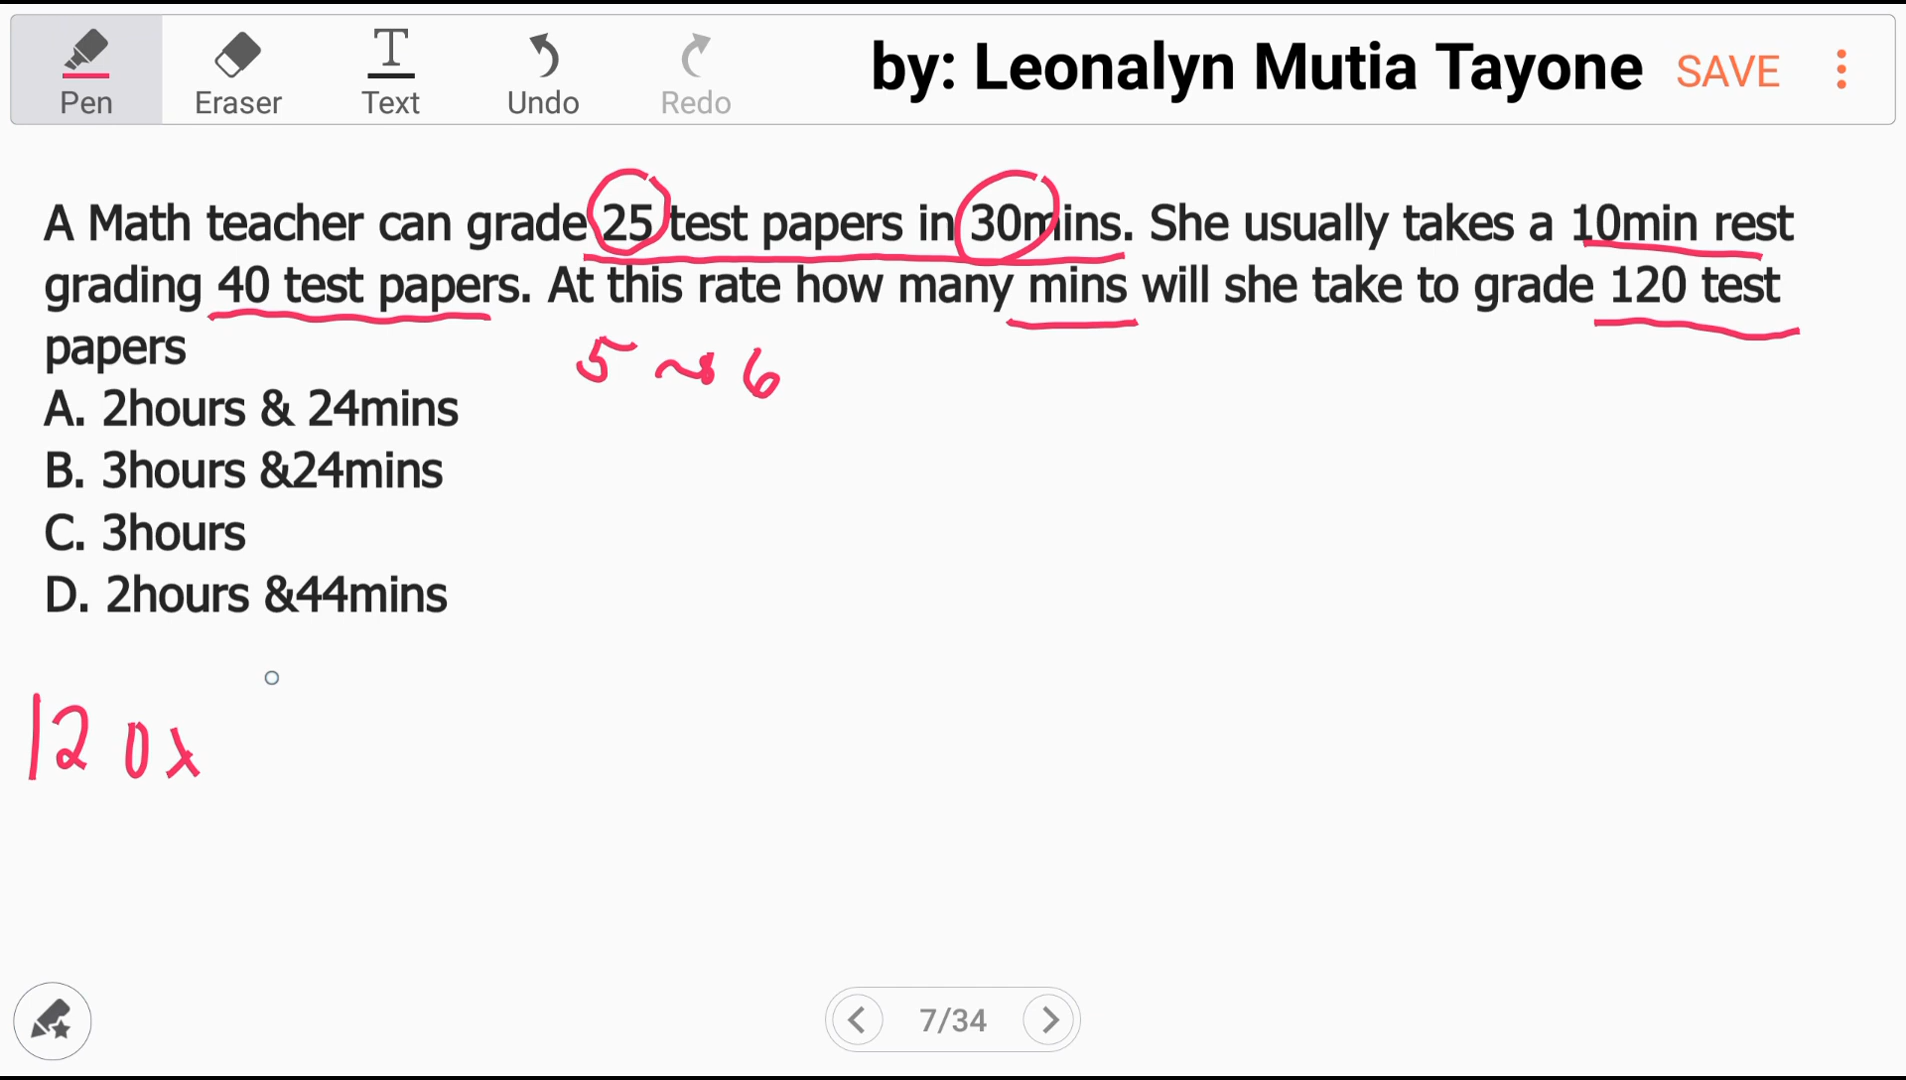 Pen
Eraser
Text
Undo
Redo
by: Leonalyn Mutia Tayone
SAVE
A Math teacher can grade 25 test papers in 30mins. She usually takes a 10min rest
grading 40 test papers. At this rate how many mins will she take to grade 120 test
papers
5 ~ 6
A. 2hours & 24mins
B. 3hours &24mins
C. 3hours
D. 2hours &44mins
120x
7/34